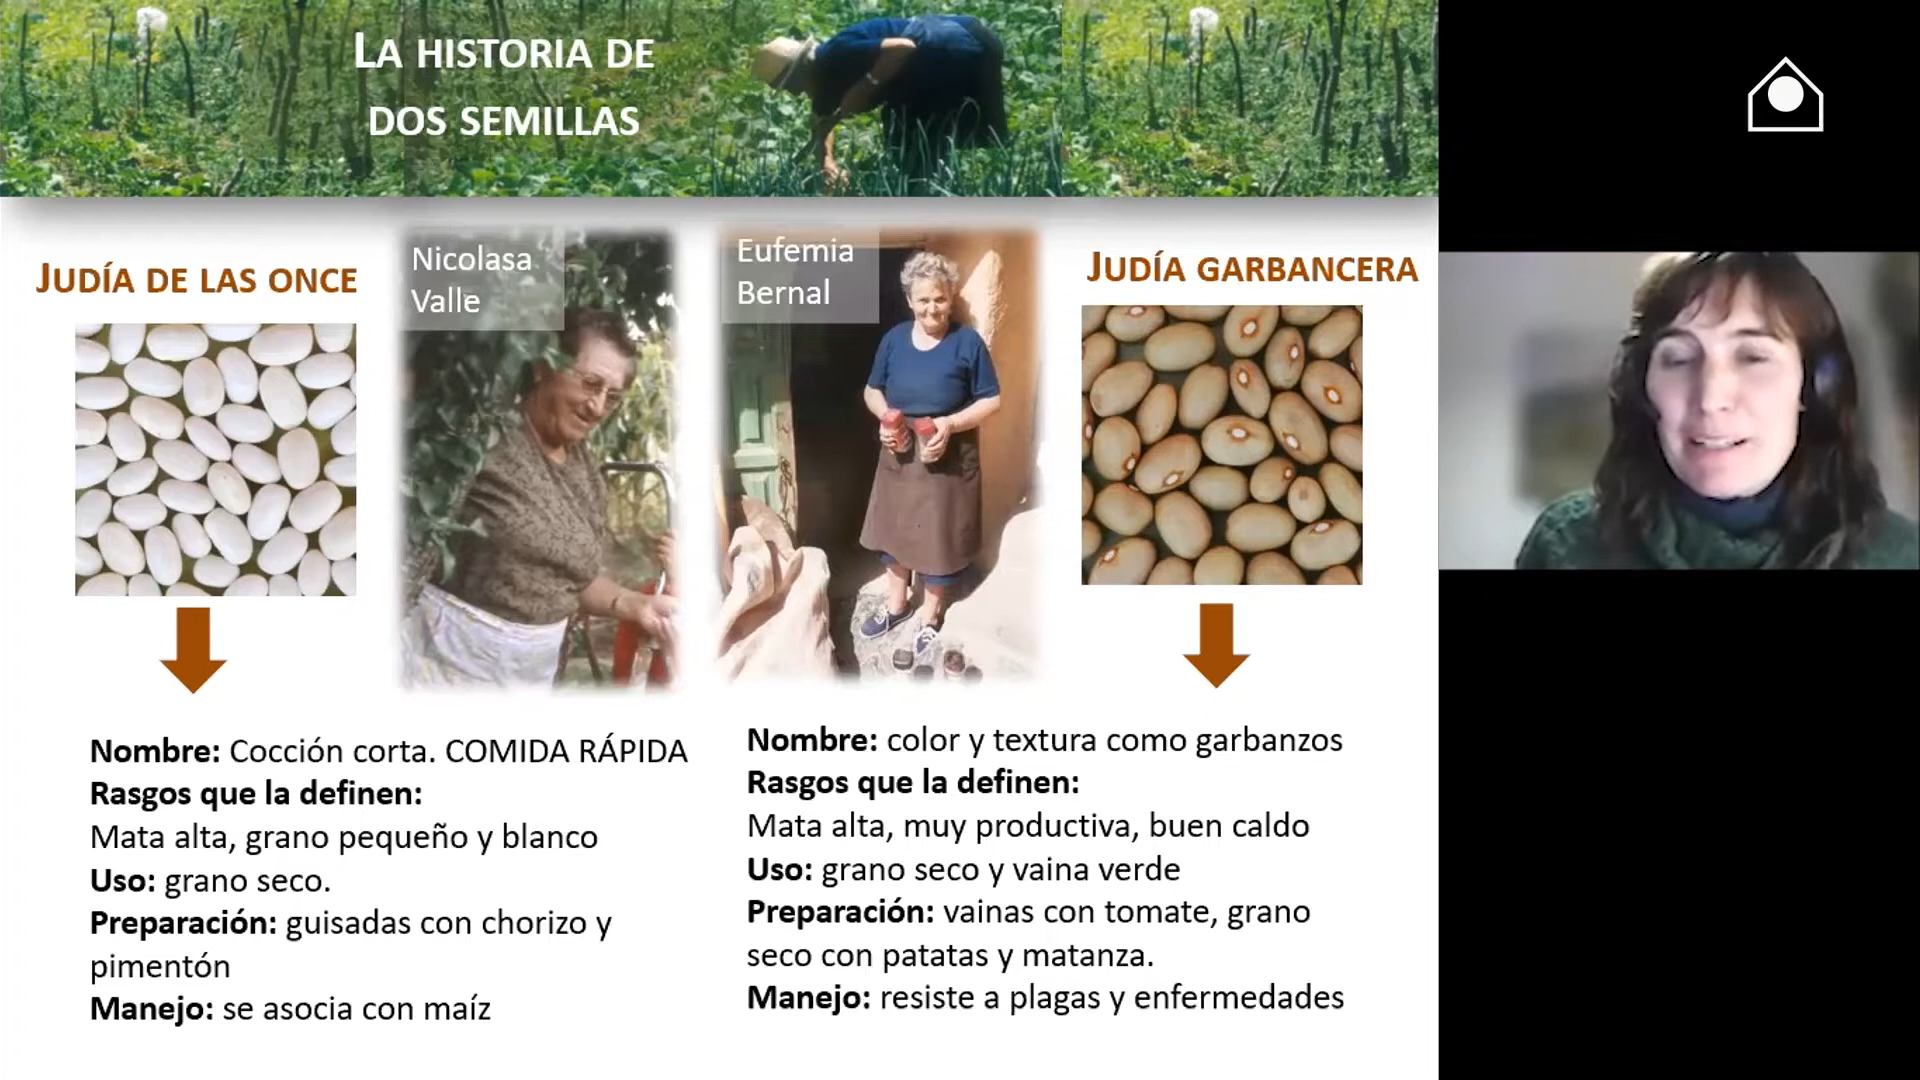 LA HISTORIA DE
DOS SEMILLAS
JUDÍA DE LAS ONCE
Nicolasa
Valle
Eufemia
Bernal
JUDÍA GARBANCERA
Nombre: Cocción corta. COMIDA RÁPIDA
Rasgos que la definen:
Mata alta, grano pequeño y blanco
Uso: grano seco.
Preparación: guisadas con chorizo y
pimentón
Manejo: se asocia con maíz
Nombre: color y textura como garbanzos
Rasgos que la definen:
Mata alta, muy productiva, buen caldo
Uso: grano seco y vaina verde
Preparación: vainas con tomate, grano
seco con patatas y matanza.
Manejo: resiste a plagas y enfermedades